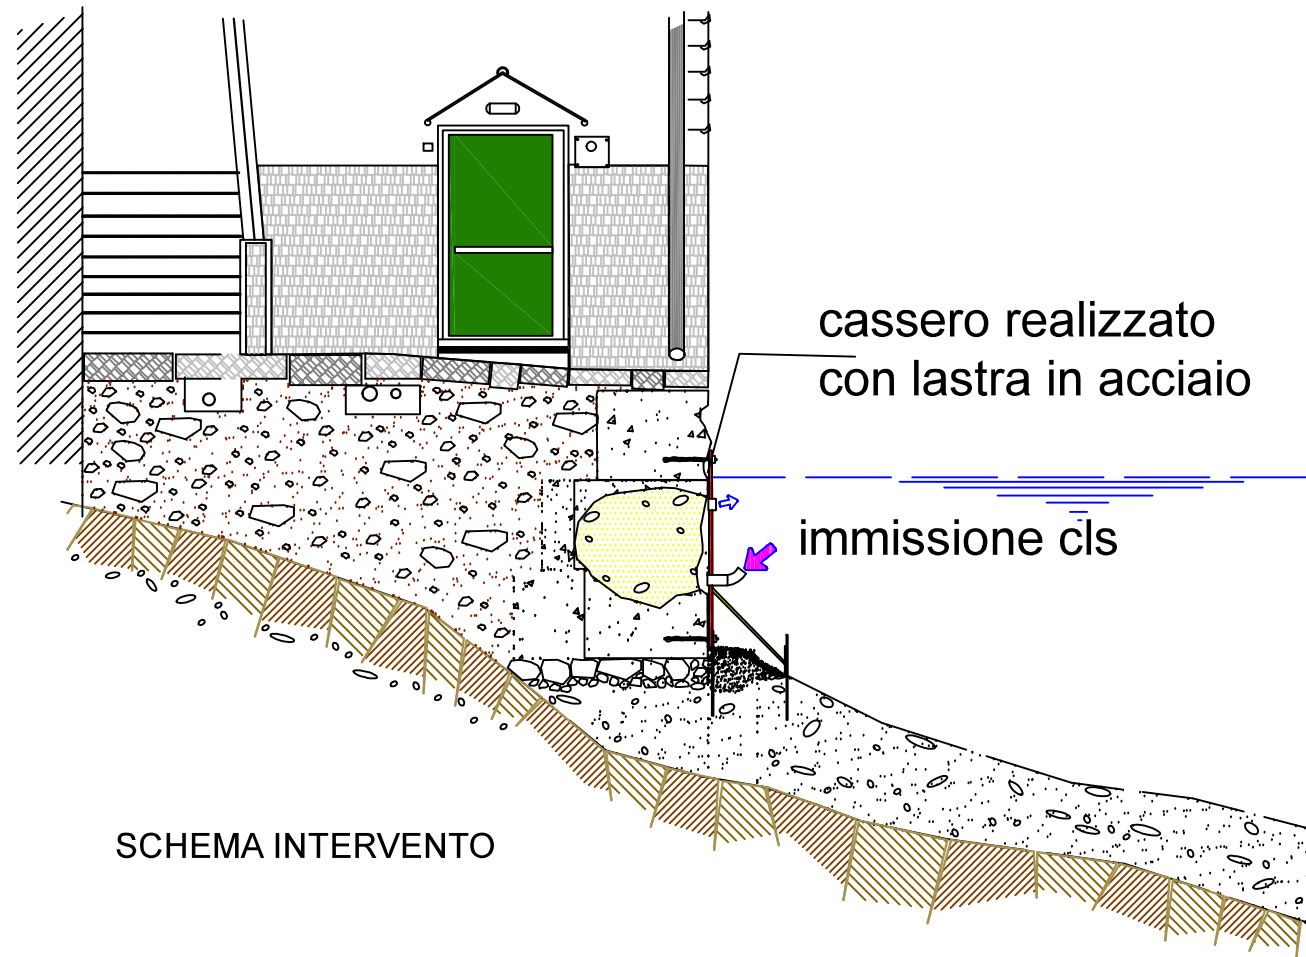 cassero realizzato
con lastra in acciaio
immissione cls
SCHEMA INTERVENTO